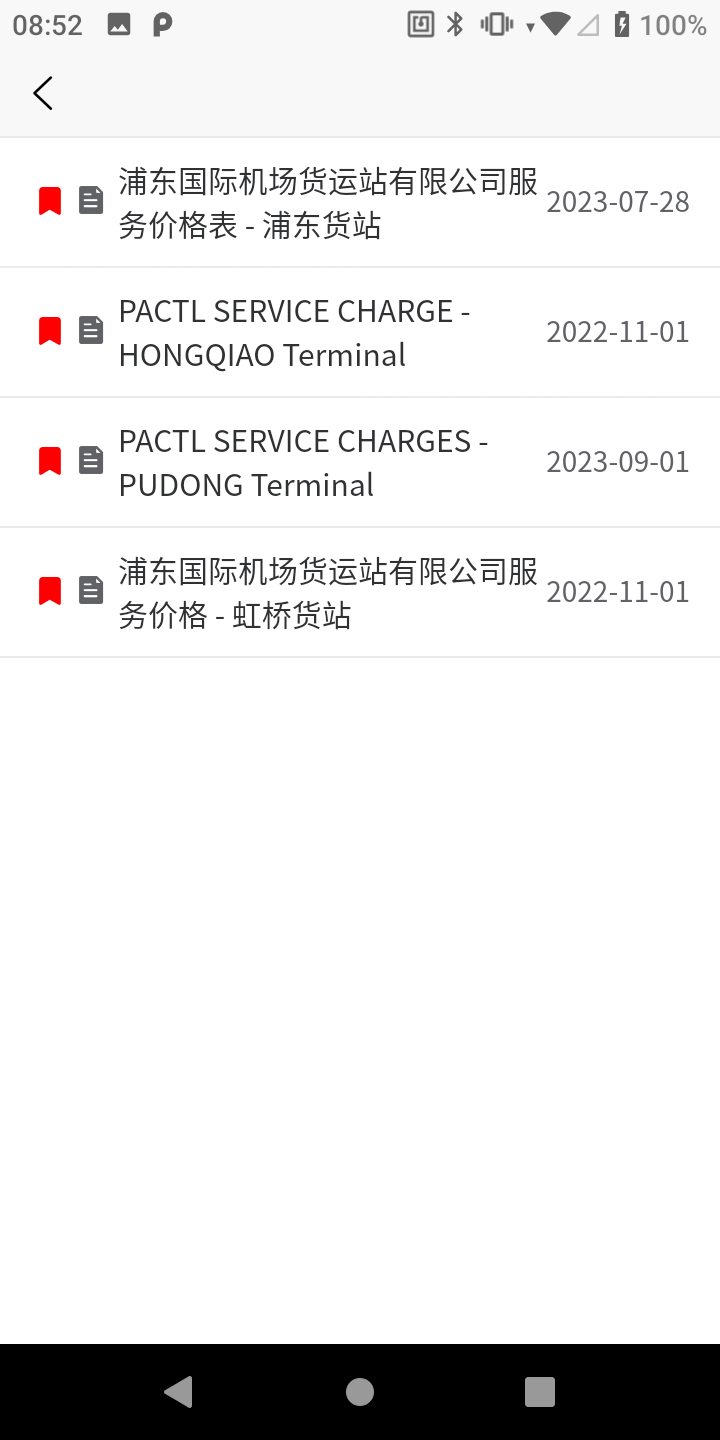 08:52
100%
浦东国际机场货运站有限公司服
务价格表 - 浦东货站
2023-07-28
PACTL SERVICE CHARGE -
HONGQIAO Terminal
2022-11-01
PACTL SERVICE CHARGES -
PUDONG Terminal
2023-09-01
浦东国际机场货运站有限公司服
务价格 - 虹桥货站
2022-11-01